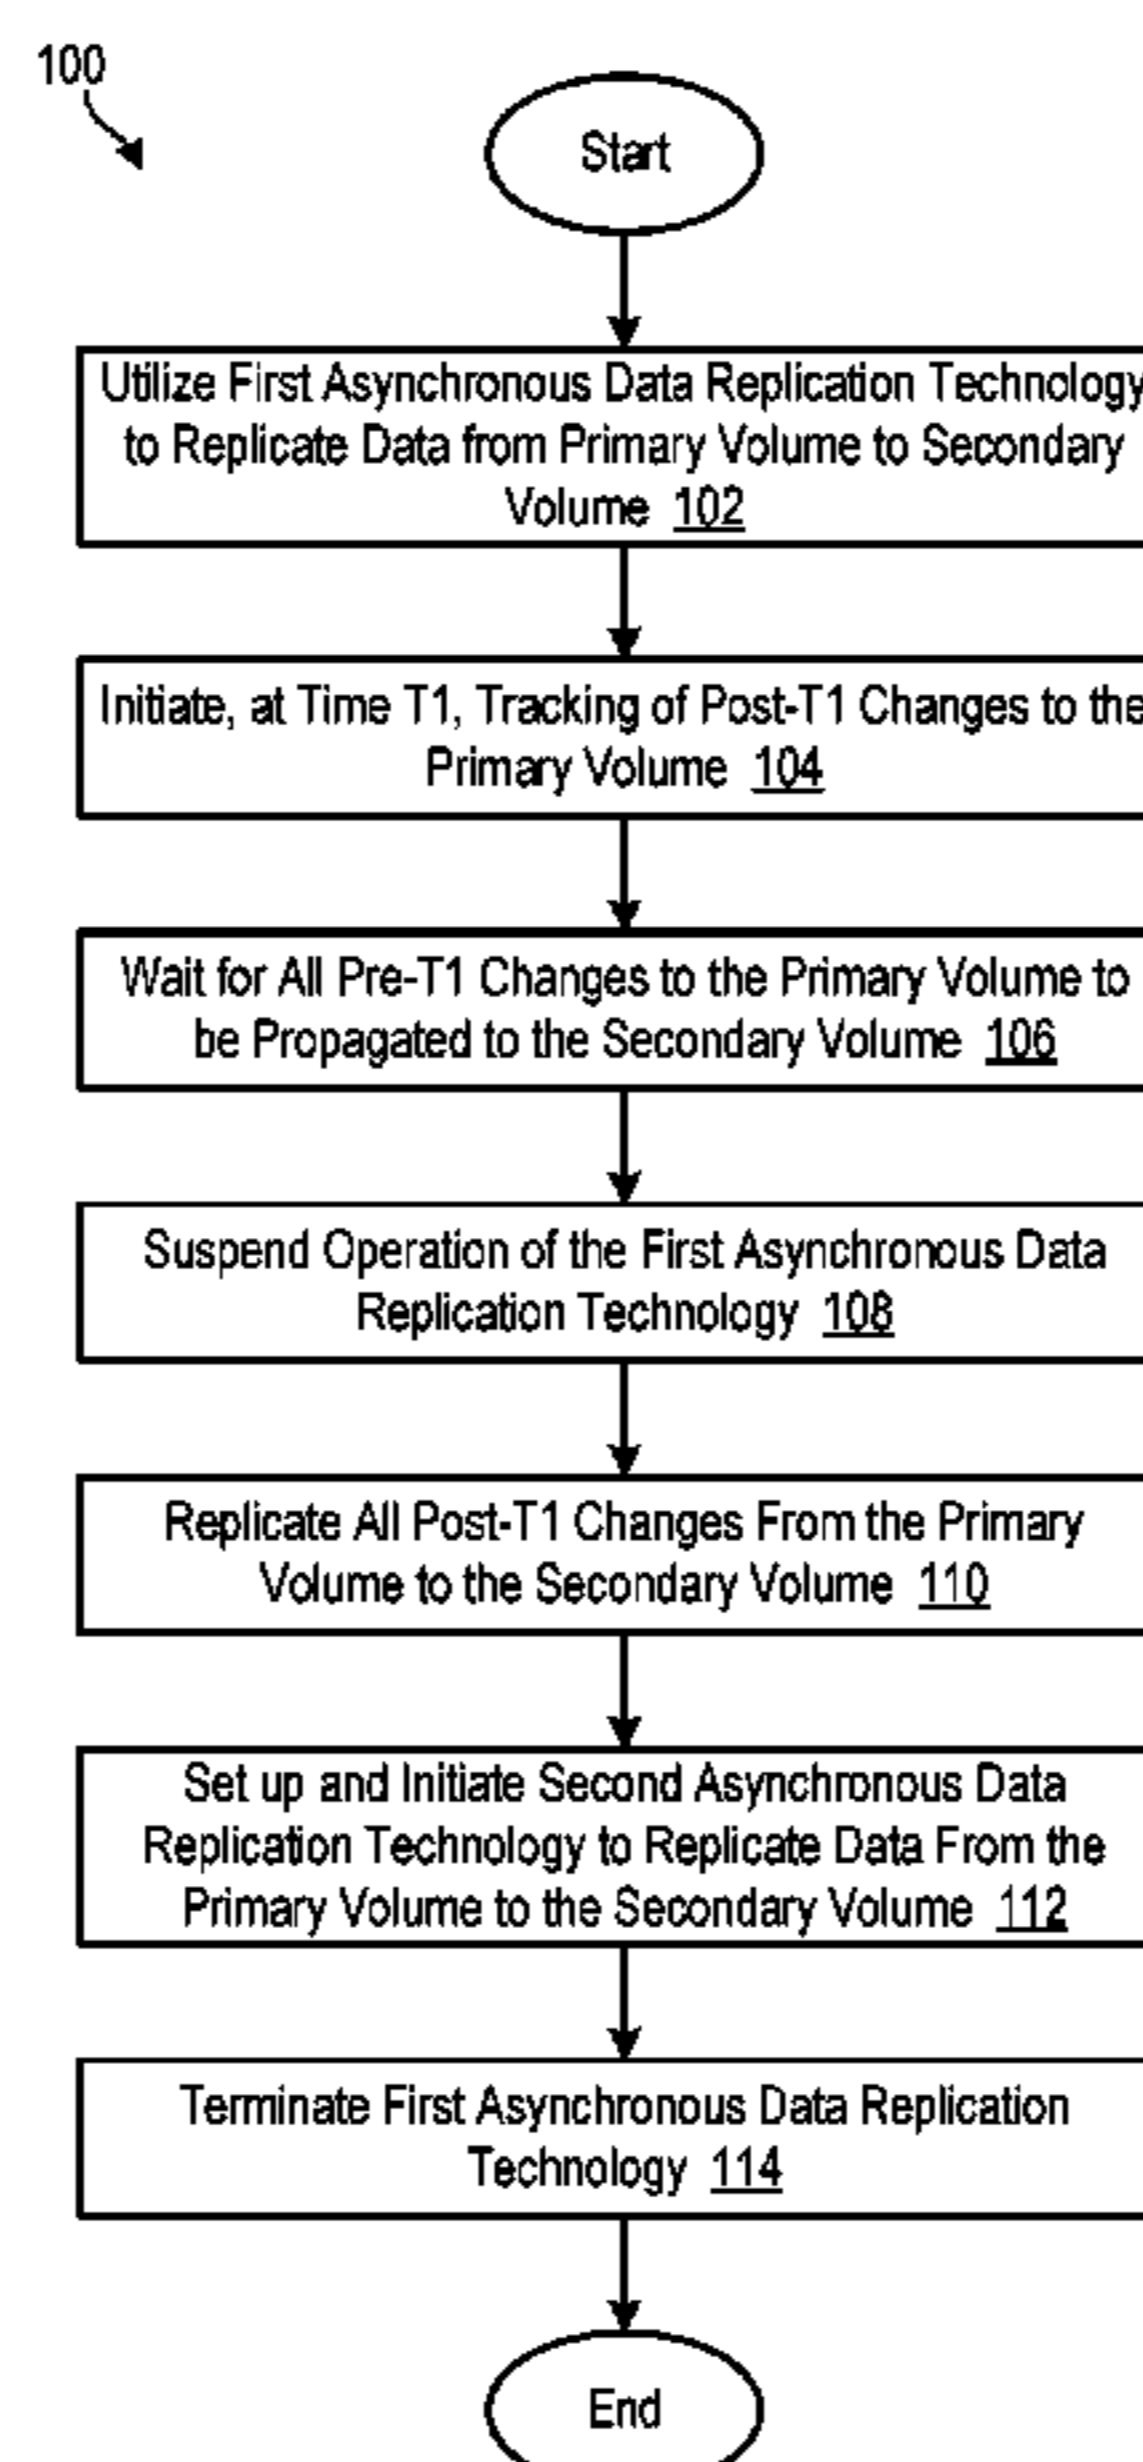 100
Start
Utilize First Asynchronous Data Replication Technology
to Replicate Data from Primary Volume to Secondary
Volume 102
Initiate, at Time T1, Tracking of Post-T1 Changes to the
Primary Volume 104
Wait for All Pre-T1 Changes to the Primary Volume to
be Propagated to the Secondary Volume 106
Suspend Operation of the First Asynchronous Data
Replication Technology 108
Replicate All Post-T1 Changes From the Primary
Volume to the Secondary Volume 110
Set up and Initiate Second Asynchronous Data
Replication Technology to Replicate Data From the
Primary Volume to the Secondary Volume 112
Terminate First Asynchronous Data Replication
Technology 114
End